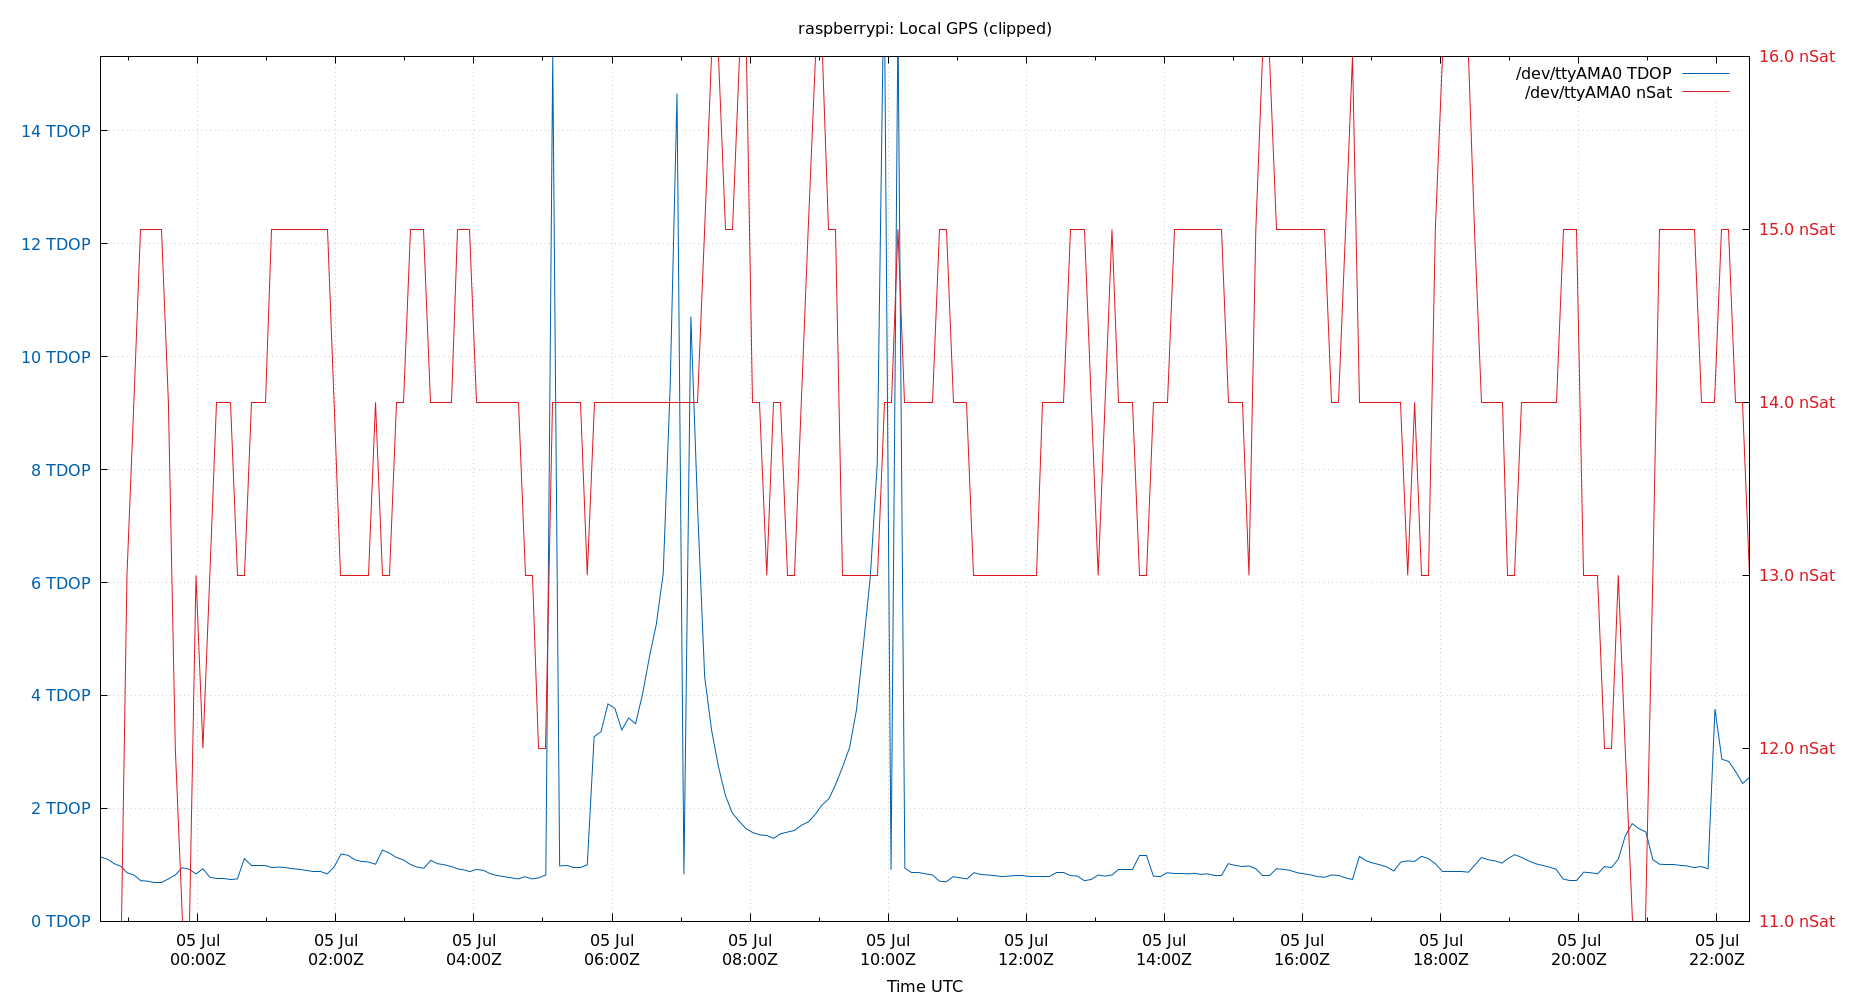 raspberrypi: Local GPS (clipped)
16.0 nSat
/dev/ttyAMA0 TDOP
/dev/ttyAMA0 nSat
14 TDOP
15.0 nSat
12 TDOP
10 TDOP
14.0 nSat
8 TDOP
6 TDOP
13.0 nSat
4 TDOP
12.0 nSat
2 TDOP
0 TDOP
11.0 nSat
05 Jul 05 Jul 05 Jul 05 Jul 05 Jul 05 Jul 05 Jul 05 Jul 05 Jul 05 Jul 05 Jul 05 Jul
00:00Z 02:00Z 04:00Z 06:00Z 08:00Z 10:00Z 12:00Z 14:00Z 16:00Z 18:00Z 20:00Z 22:00Z
Time UTC